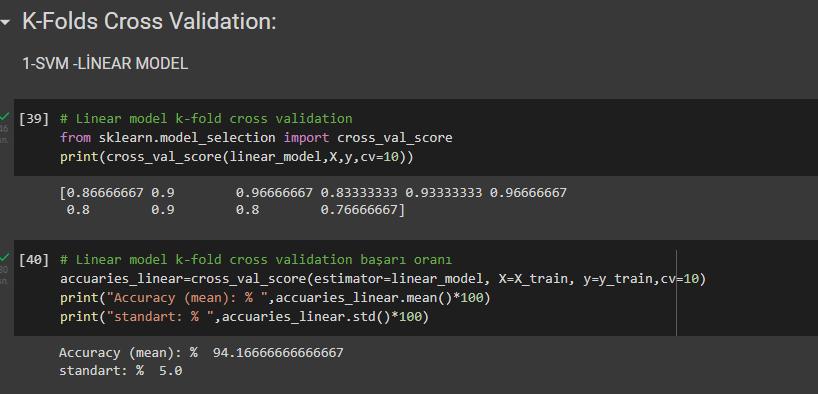 K-Folds Cross Validation:
1-SVM -LİNEAR MODEL
[39] # Linear model k-fold cross validation
from sklearn.model_selection import cross_val_score
print(cross_val_score(linear_model,X,y,cv=10))
[0.86666667 0.9 0.96666667 0.83333333 0.93333333 0.96666667
0.8 0.9 0.8 0.76666667]
[40] # Linear model k-fold cross validation başarı oranı
accuaries_linear=cross_val_score(estimator=linear_model, X=X_train, y=y_train,cv=10)
print("Accuracy (mean): % ",accuaries_linear.mean()*100)
print("standart: % ",accuaries_linear.std()*100)
Accuracy (mean): %  94.16666666666667
standart: %  5.0